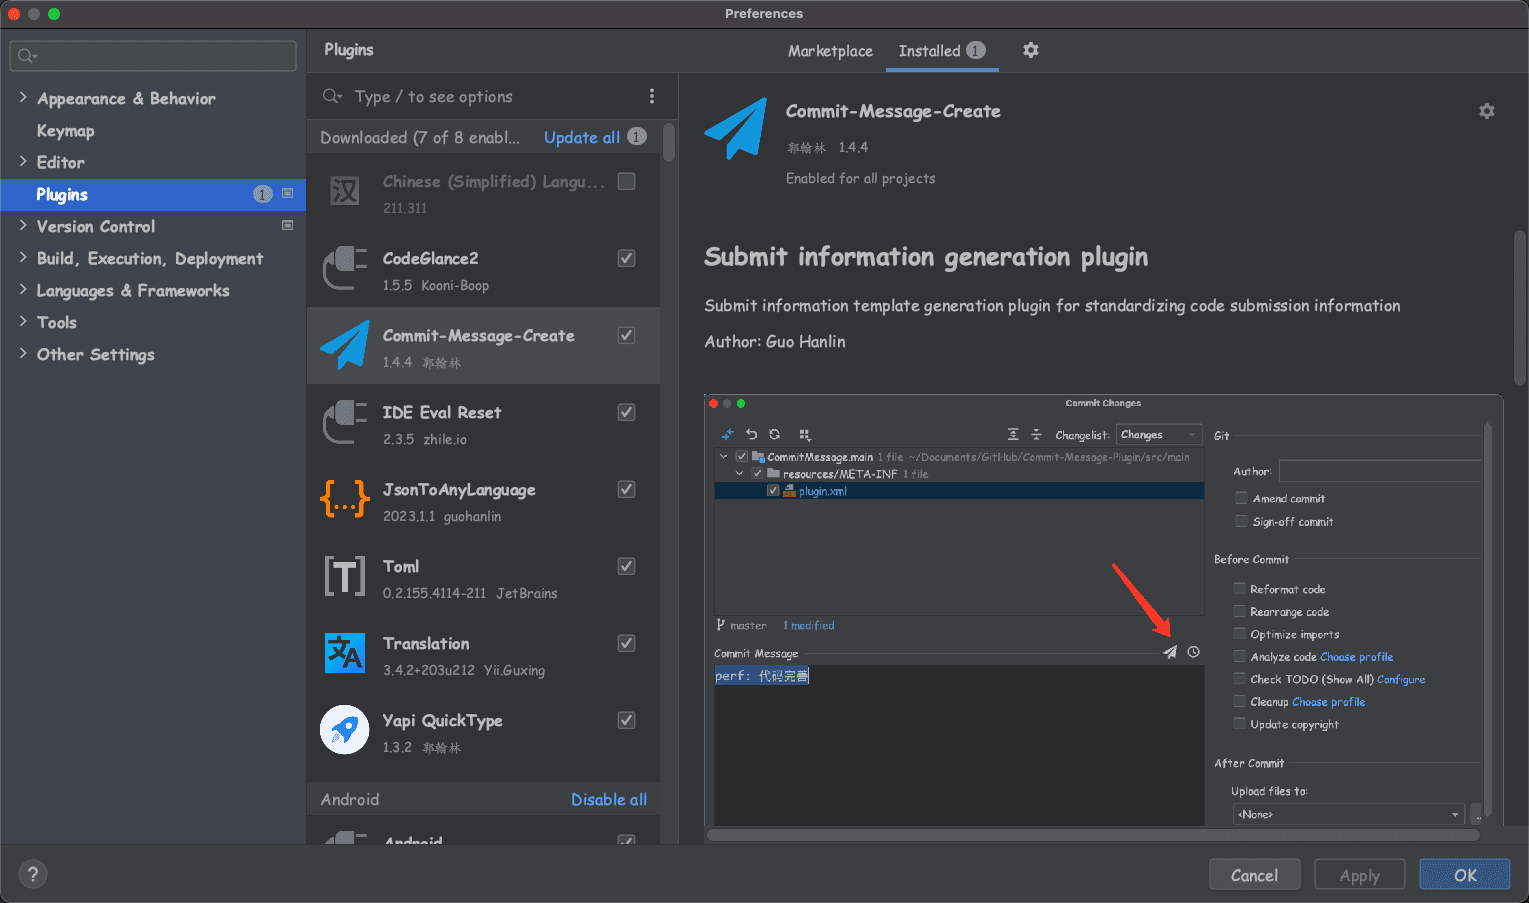 Preferences
Appearance & Behavior
Keymap
Editor
Plugins
1
Version Control
Build, Execution, Deployment
Languages & Frameworks
Tools
Other Settings
Plugins
Marketplace
Installed 1
Type / to see options
Downloaded (7 of 8 enabl...
Update all 1
汉
Chinese (Simplified) Langu...
211.311
CodeGlance2
1.5.5 Kooni-Boop
Commit-Message-Create
1.4.4 郭翰林
IDE Eval Reset
2.3.5 zhile.io
{...}
JsonToAnyLanguage
2023.1.1 guohanlin
[T]
Toml
0.2.155.4114-211 JetBrains
文A
Translation
3.4.2+203u212 Yii.Guxing
Yapi QuickType
1.3.2 郭翰林
Android
Disable all
Android
Commit-Message-Create
郭翰林 1.4.4
Enabled for all projects
Submit information generation plugin
Submit information template generation plugin for standardizing code submission information
Author: Guo Hanlin
Commit Changes
Changelist: Changes
CommitMessage.main 1 file ~/Documents/GitHub/Commit-Message-Plugin/src/main
resources/META-INF 1 file
plugin.xml
master 1 modified
Commit Message
perf: 代码完善
Git
Author:
Amend commit
Sign-off commit
Before Commit
Reformat code
Rearrange code
Optimize imports
Analyze code Choose profile
Check TODO (Show All) Configure
Cleanup Choose profile
Update copyright
After Commit
Upload files to:
<None>
?
Cancel
Apply
OK